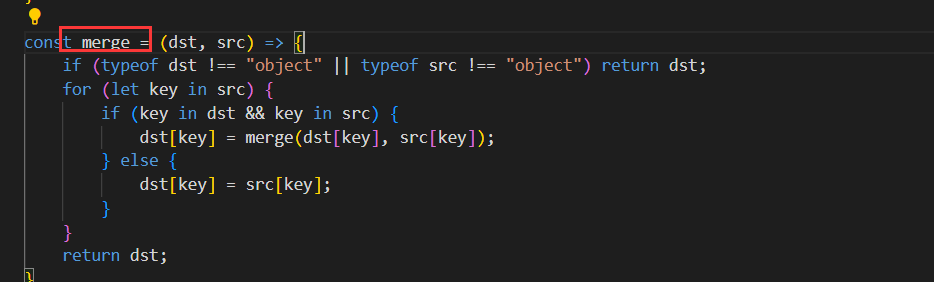 const merge = (dst, src) => {
    if (typeof dst !== "object" || typeof src !== "object") return dst;
    for (let key in src) {
        if (key in dst && key in src) {
            dst[key] = merge(dst[key], src[key]);
        } else {
            dst[key] = src[key];
        }
    }
    return dst;
}